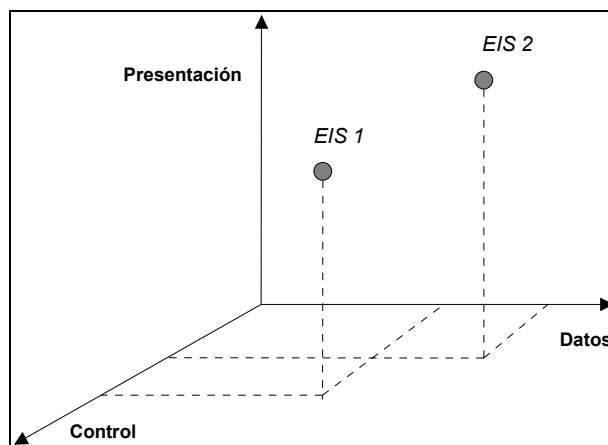 EIS 2
Presentación
EIS 1
Datos
Control